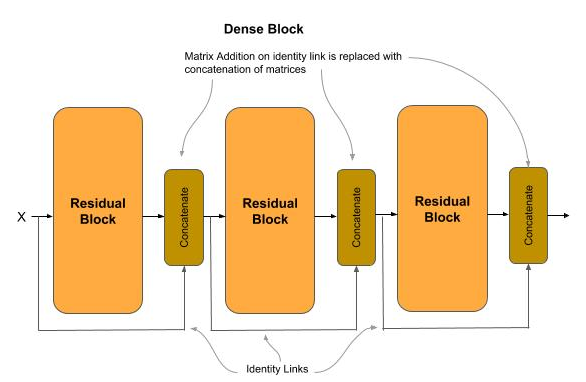 Dense Block
Matrix Addition on identity link is replaced with
concatenation of matrices
X
Residual
Block
Concatenate
Residual
Block
Concatenate
Residual
Block
Concatenate
Identity Links